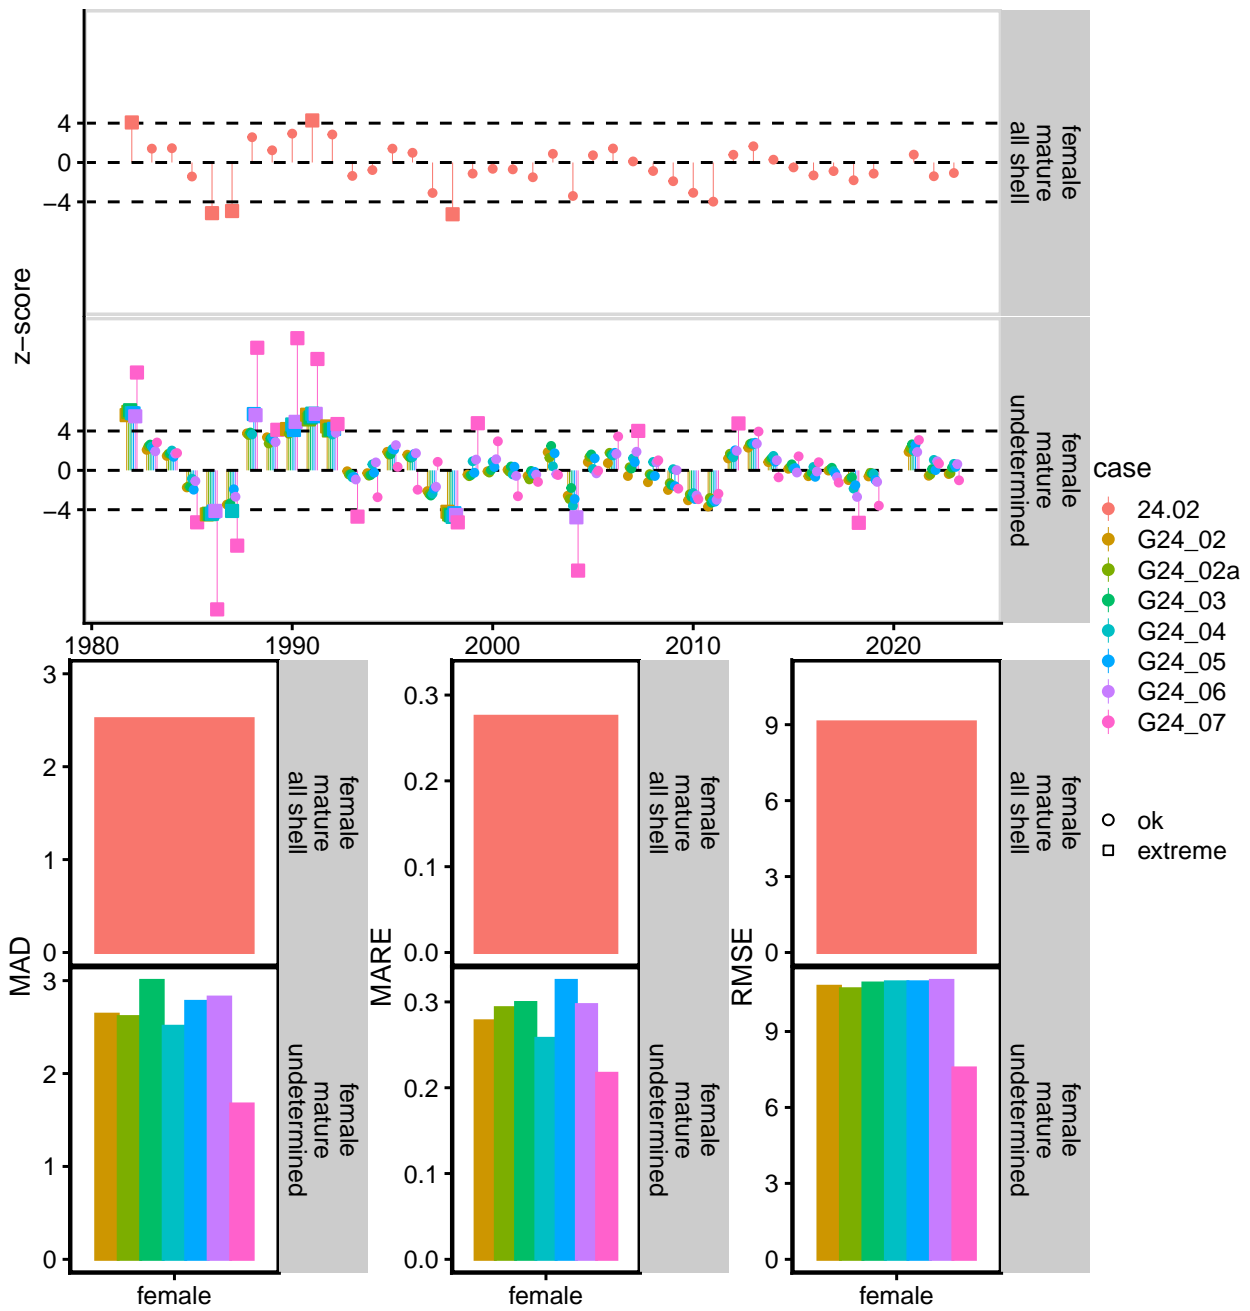 z−score
4
0
−4
female
mature
all shell
4
0
−4
female
mature
undetermined
1980
1990
2000
2010
2020
case
24.02
G24_02
G24_02a
G24_03
G24_04
G24_05
G24_06
G24_07
ok
extreme
MAD
3
2
1
0
female
mature
all shell
3
2
1
0
female
mature
undetermined
female
MARE
0.3
0.2
0.1
0.0
female
mature
all shell
0.3
0.2
0.1
0.0
female
mature
undetermined
female
RMSE
9
6
3
0
female
mature
all shell
9
6
3
0
female
mature
undetermined
female